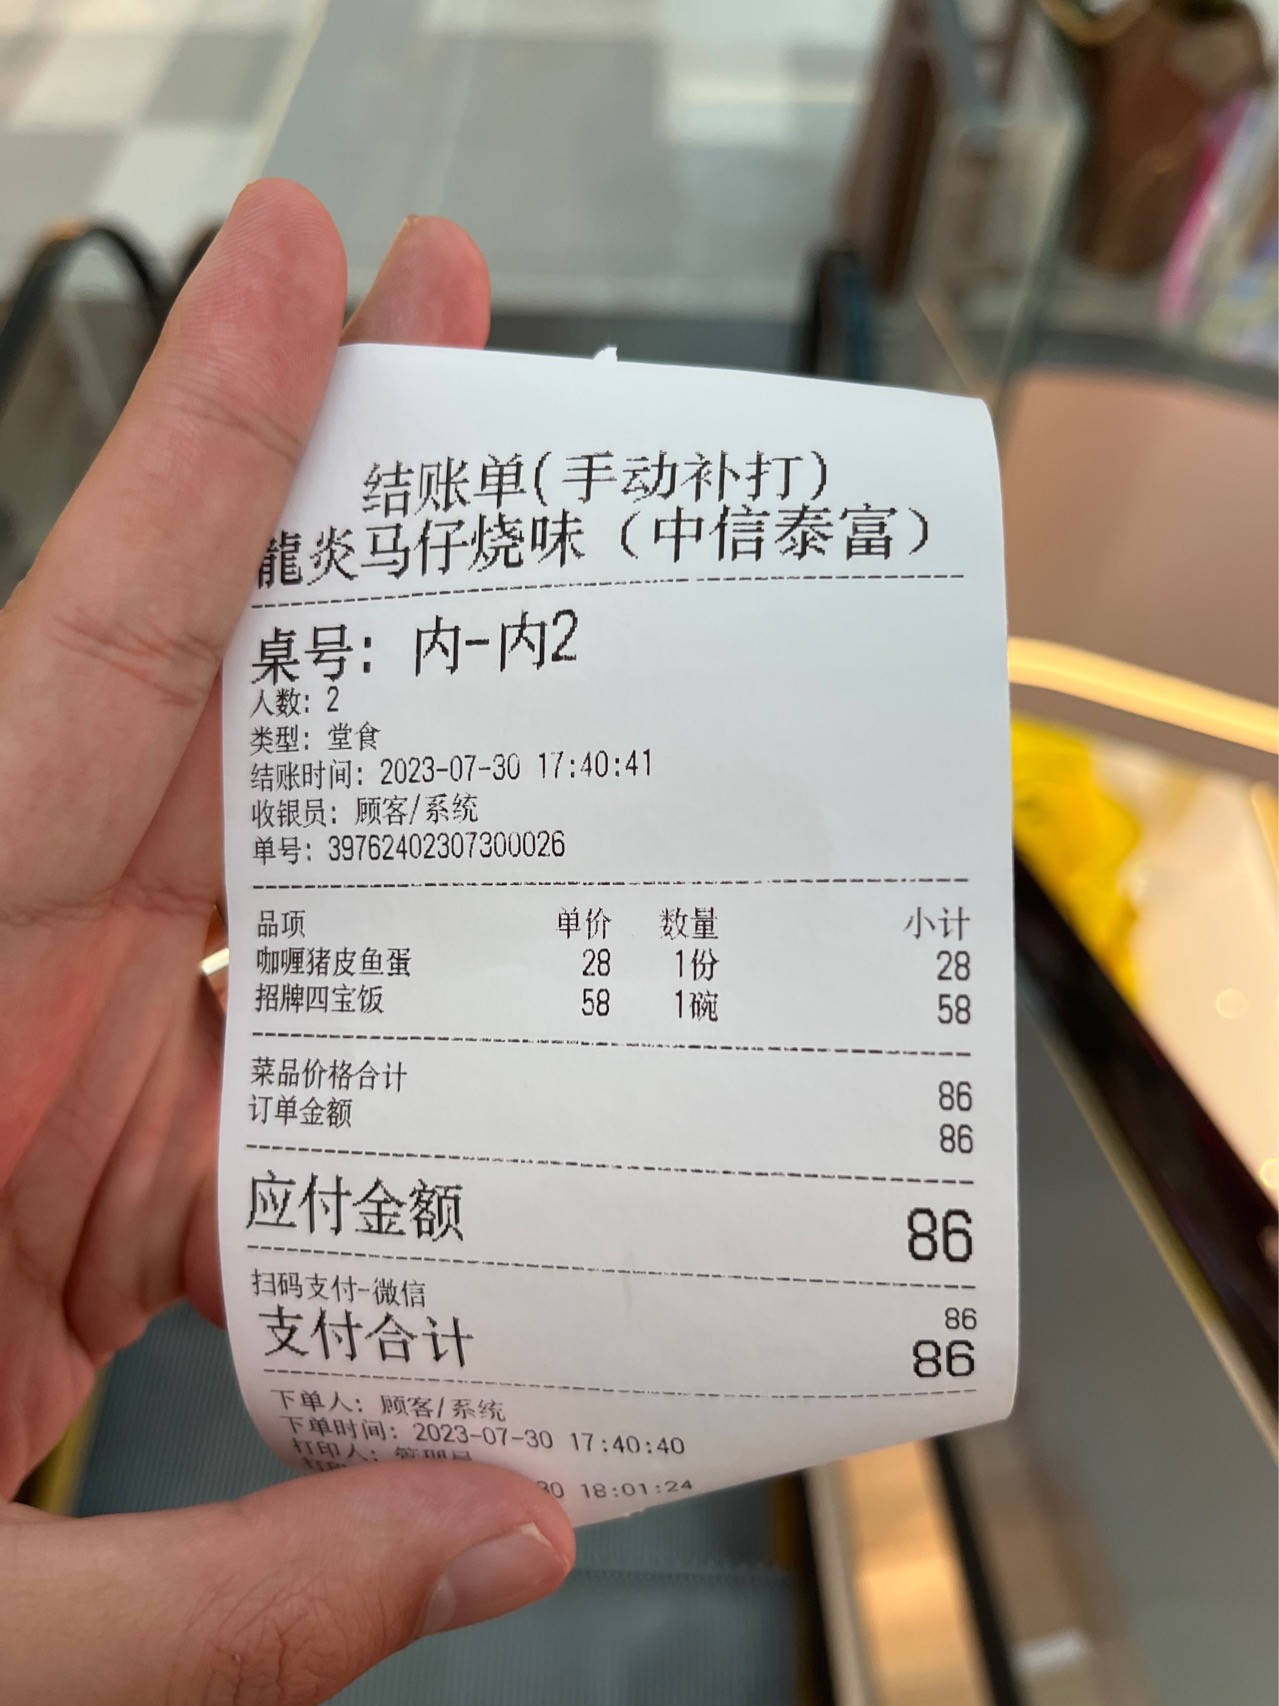 结账单(手动补打)
龍炎马仔烧味（中信泰富）
桌号: 内-内2
人数: 2
类型: 堂食
结账时间: 2023-07-30 17:40:41
收银员: 顾客/系统
单号: 39762402307300026
品项 单价 数量 小计
咖喱猪皮鱼蛋 28 1份 28
招牌四宝饭 58 1碗 58
菜品价格合计 86
订单金额 86
应付金额 86
扫码支付-微信 86
支付合计 86
下单人: 顾客/系统
下单时间: 2023-07-30 17:40:40
打印人: 管理员
30 18:01:24